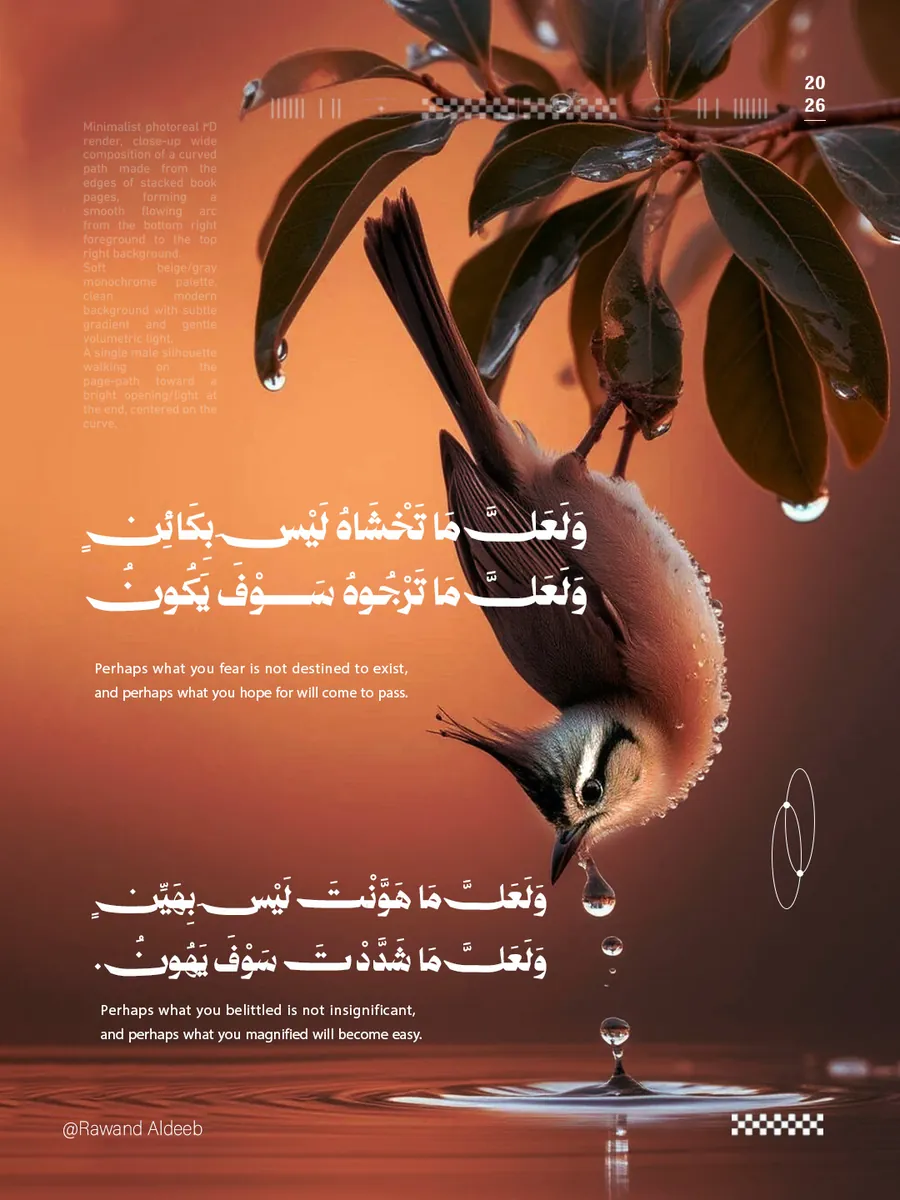 20
26
Minimalist photoreal ٣D
render, close-up wide
composition of a curved
path made from the
edges of stacked book
pages, forming a
smooth flowing arc
from the bottom right
foreground to the top
right background.
Soft beige/gray
monochrome palette,
clean modern
background with subtle
gradient and gentle
volumetric light.
A single male silhouette
walking on the
page-path toward a
bright opening/light at
the end, centered on the
curve.
وَلَعَلَّ مَا تَخْشَاهُ لَيْس بِكَائِنٍ
وَلَعَلَّ مَا تَرْجُوهُ سَوْفَ يَكُونُ
Perhaps what you fear is not destined to exist,
and perhaps what you hope for will come to pass.
وَلَعَلَّ مَا هَوَّنْتَ لَيْس بِهَيِّنٍ
وَلَعَلَّ مَا شَدَّدْتَ سَوْفَ يَهُونُ.
Perhaps what you belittled is not insignificant,
and perhaps what you magnified will become easy.
@Rawand Aldeeb